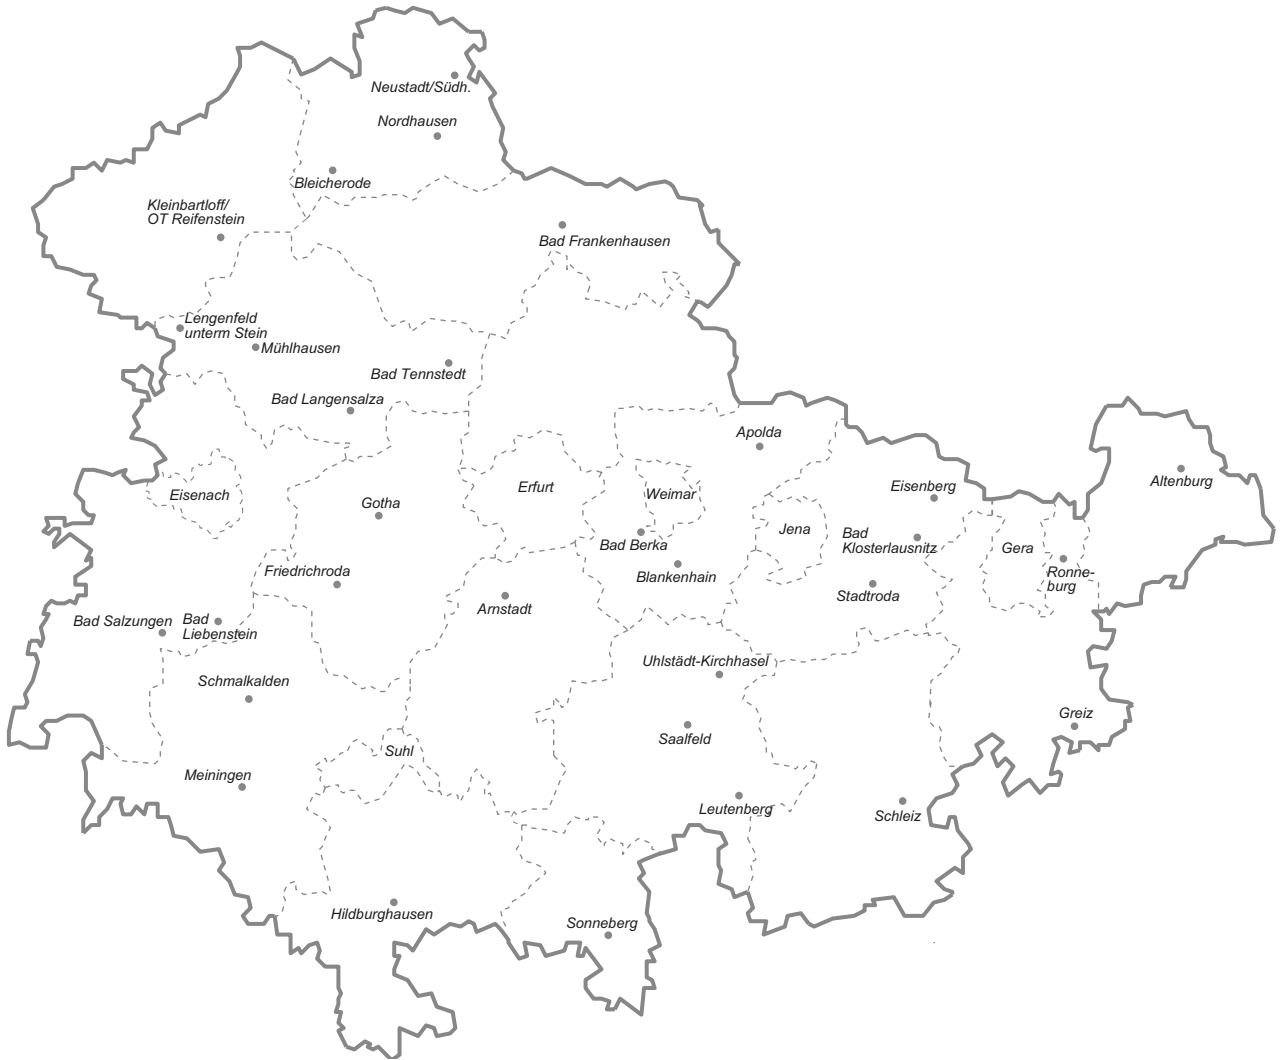 Neustadt/Südh.
Nordhausen
Bleicherode
Kleinbartloff/
OT Reifenstein
Bad Frankenhausen
Lengenfeld
unterm Stein
Mühlhausen
Bad Tennstedt
Bad Langensalza
Apolda
Altenburg
Eisenach
Gotha
Erfurt
Weimar
Eisenberg
Jena
Bad
Klosterlausnitz
Gera
Bad Berka
Friedrichroda
Blankenhain
Ronne-
burg
Stadtroda
Arnstadt
Bad Salzungen
Bad
Liebenstein
Uhlstädt-Kirchhasel
Schmalkalden
Greiz
Saalfeld
Suhl
Meiningen
Leutenberg
Schleiz
Hildburghausen
Sonneberg